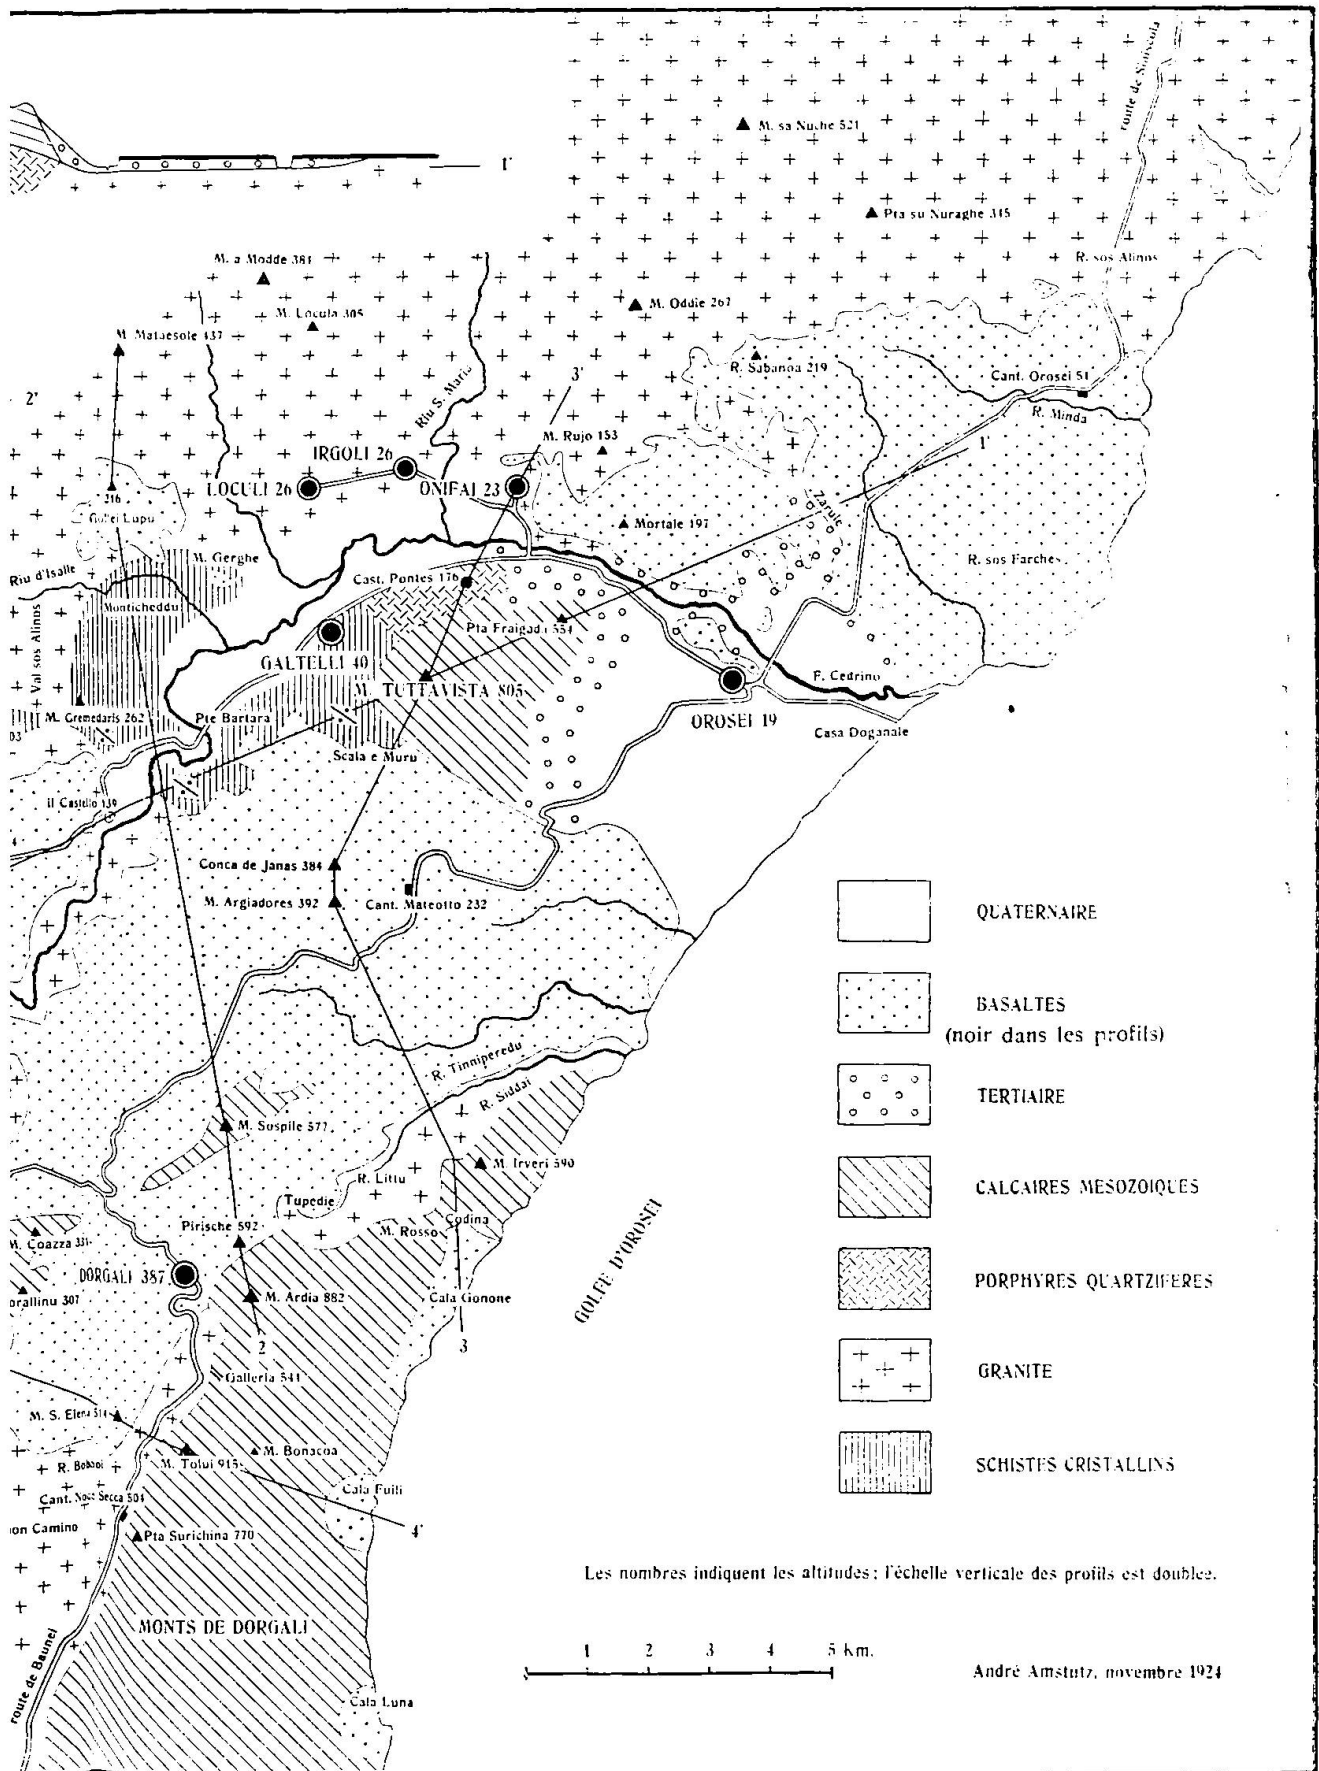 route de Siniscola
M. sa Nuche 521
1'
Pta su Nuraghe 345
R. sos Alinos
M. a Modde 381
M. Locula 305
M. Oddie 267
M. Mataesole 437
R. Sabanoa 219
Cant. Orosei 51
R. Minda
2'
3'
Riu S. Maria
M. Rujo 153
1'
IRGOLI 26
LOCULI 26
ONIFAI 23
216
Gollei Lupu
Mortale 197
Zarule
M. Gerghe
Riu d'Isalle
Cast. Pontes 176
R. sos Farches
Monticheddu
Val sos Alinos
Pta Fraigada 554
GALTELLI 40
M. TUTTAVISTA 805
F. Cedrino
M. Gremedaris 262
Pte Bartara
OROSEI 19
03
Casa Doganale
Scala e Muru
il Castello 139
4
Conca de Janas 384
M. Argiadores 392
Cant. Mateotto 232
QUATERNAIRE
BASALTES
(noir dans les profils)
R. Tinniperedu
R. Siddai
TERTIAIRE
M. Suspile 577
M. Irveri 590
R. Littu
CALCAIRES MESOZOIQUES
Tupedie
Codina
Pirische 592
M. Rosso
GOLFE D'OROSEI
M. Coazza 331
DORGALI 387
PORPHYRES QUARTZIFERES
orallinu 307
M. Ardia 882
Cala Gonone
2
3
Galleria 541
GRANITE
M. S. Elena 514
M. Bonacoa
R. Bobboi
M. Tolui 915
SCHISTES CRISTALLINS
Cala Fuili
on Camino
4'
Pta Surichina 770
Les nombres indiquent les altitudes; l'échelle verticale des profils est double.
MONTS DE DORGALI
1 2 3 4 5 Km.
route de Baunei
André Amstutz, novembre 1924
Cala Luna